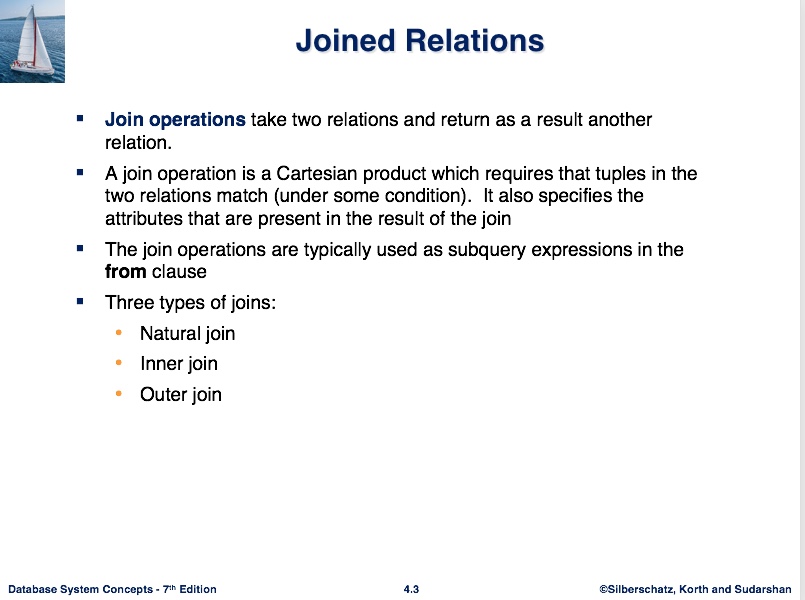 Joined Relations
Join operations take two relations and return as a result another
relation.
A join operation is a Cartesian product which requires that tuples in the
two relations match (under some condition).  It also specifies the
attributes that are present in the result of the join
The join operations are typically used as subquery expressions in the
from clause
Three types of joins:
Natural join
Inner join
Outer join
Database System Concepts - 7th Edition
4.3
©Silberschatz, Korth and Sudarshan